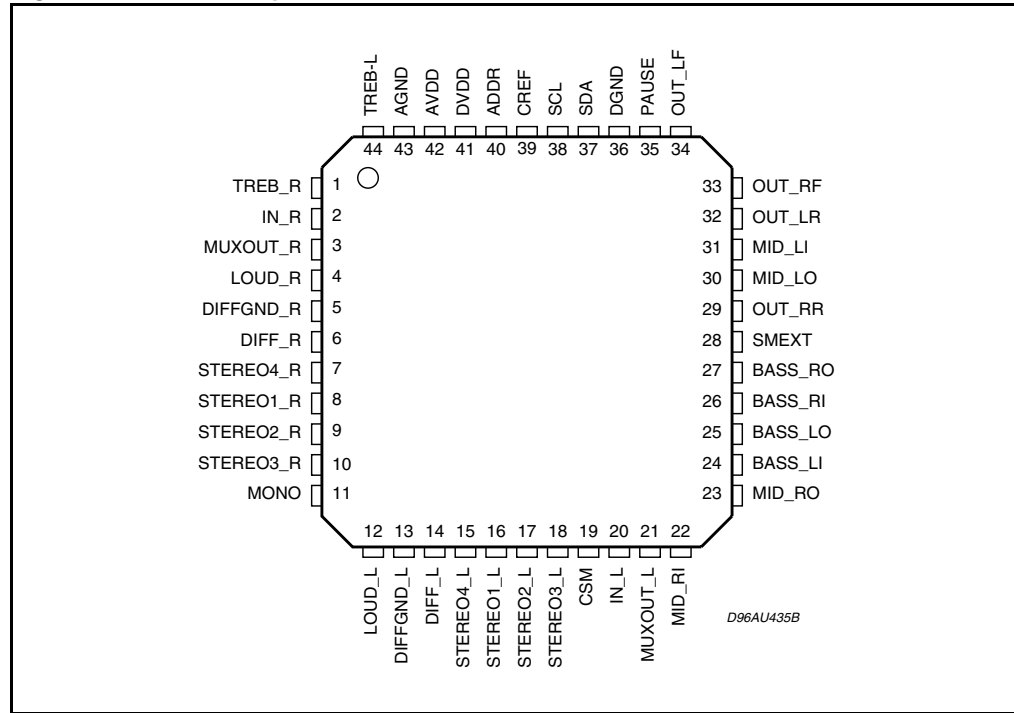 TREB-L
AGND
AVDD
DVDD
ADDR
CREF
SCL
SDA
DGND
PAUSE
OUT_LF
44 43 42 41 40 39 38 37 36 35 34
TREB_R 1
IN_R 2
MUXOUT_R 3
LOUD_R 4
DIFFGND_R 5
DIFF_R 6
STEREO4_R 7
STEREO1_R 8
STEREO2_R 9
STEREO3_R 10
MONO 11
33 OUT_RF
32 OUT_LR
31 MID_LI
30 MID_LO
29 OUT_RR
28 SMEXT
27 BASS_RO
26 BASS_RI
25 BASS_LO
24 BASS_LI
23 MID_RO
12 13 14 15 16 17 18 19 20 21 22
LOUD_L
DIFFGND_L
DIFF_L
STEREO4_L
STEREO1_L
STEREO2_L
STEREO3_L
CSM
IN_L
MUXOUT_L
MID_RI
D96AU435B